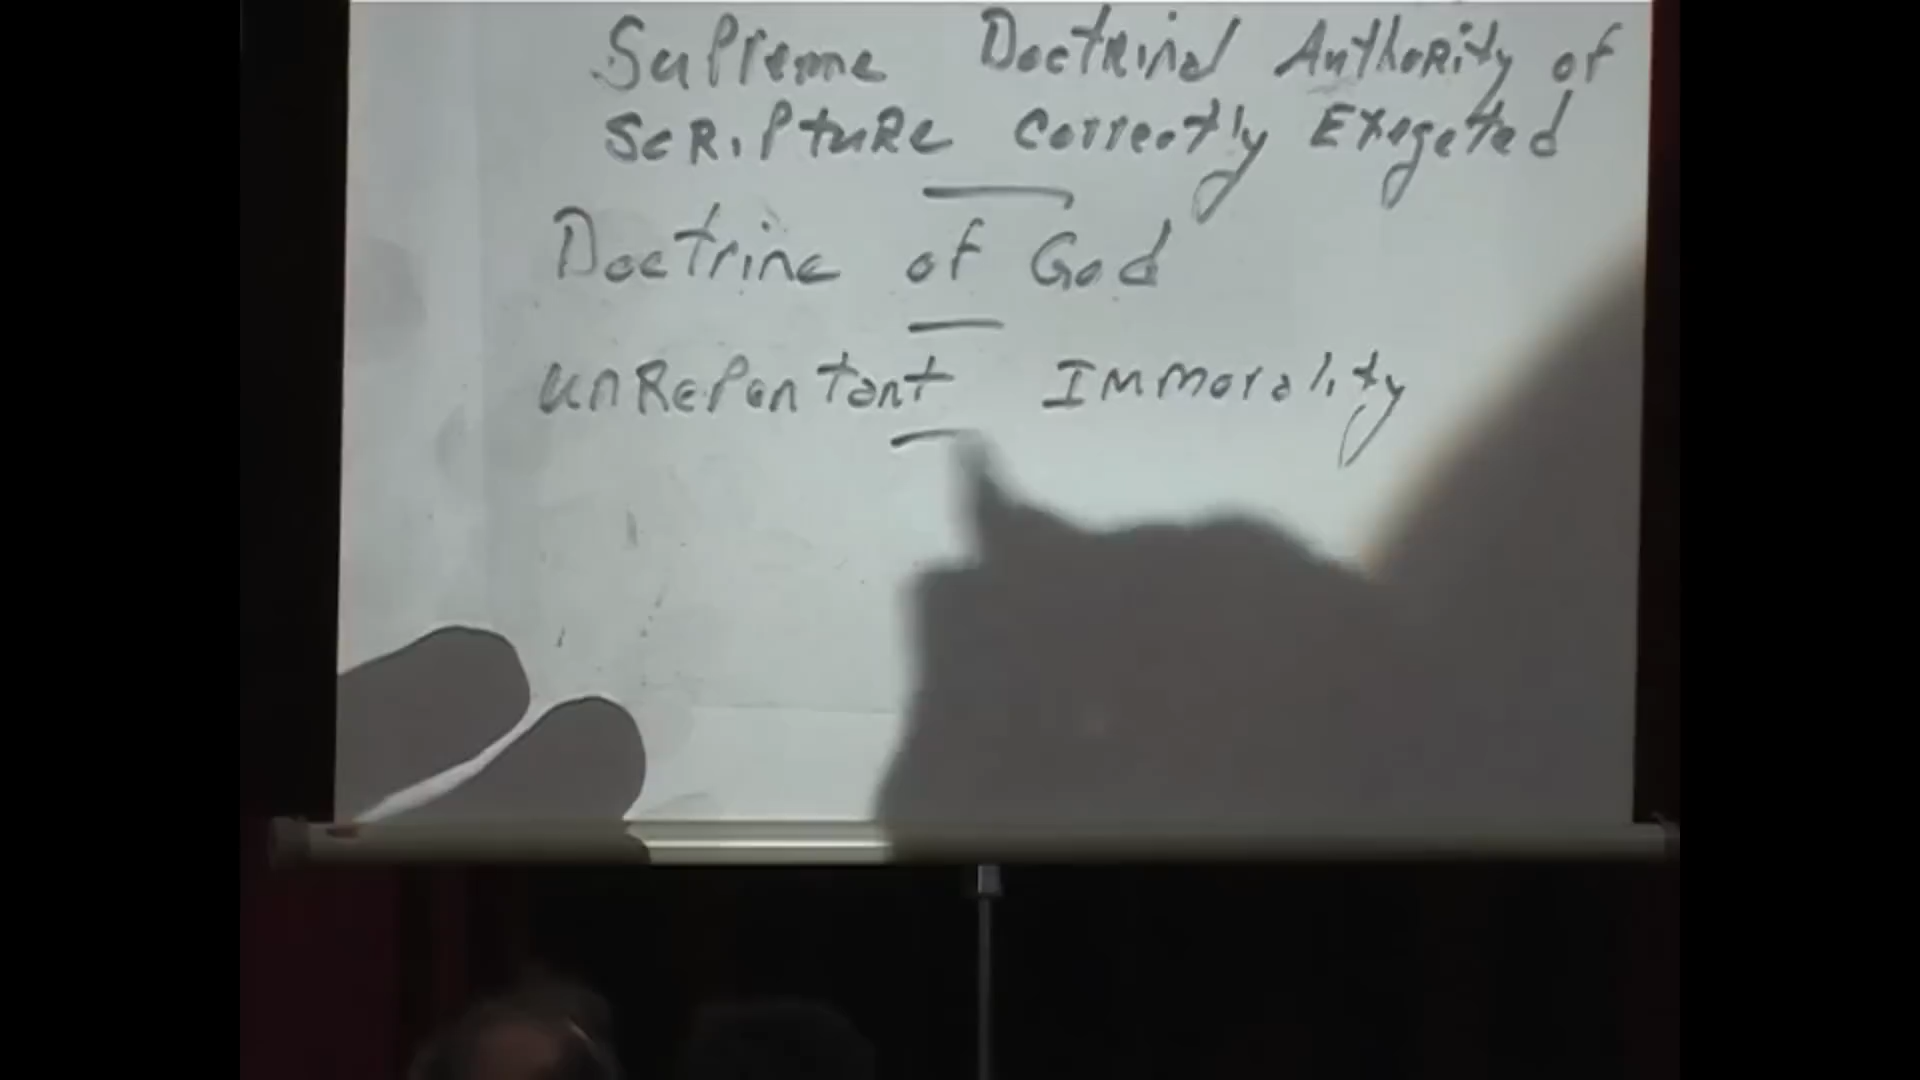 Supreme Doctrinal Authority of
Scripture Correctly Exegeted
Doctrine of God
Unrepentant Immorality